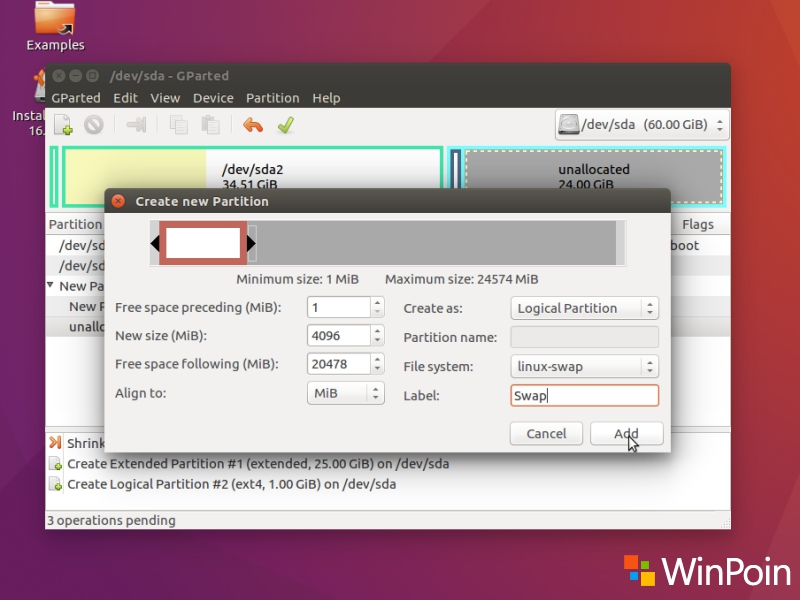 Examples
Instal
16.
/dev/sda - GParted
GParted Edit View Device Partition Help
/dev/sda (60.00 GiB)
/dev/sda2
34.51 GiB
unallocated
24.00 GiB
Create new Partition
Partition
Flags
/dev/sd
boot
/dev/sd
New Pa
New P
unallo
Minimum size: 1 MiB Maximum size: 24574 MiB
Free space preceding (MiB): 1
Create as: Logical Partition
New size (MiB): 4096
Partition name:
Free space following (MiB): 20478
File system: linux-swap
Align to: MiB
Label: Swap
Cancel Add
Shrink
Create Extended Partition #1 (extended, 25.00 GiB) on /dev/sda
Create Logical Partition #2 (ext4, 1.00 GiB) on /dev/sda
3 operations pending
WinPoin